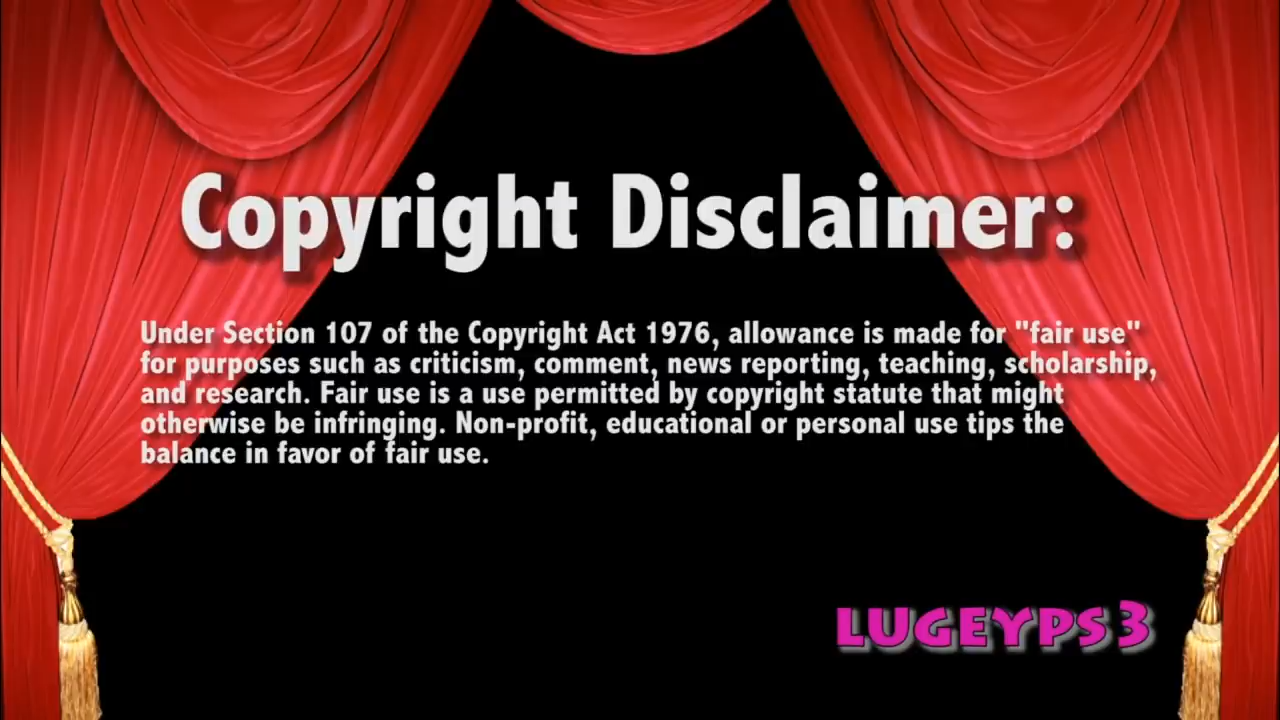 Copyright Disclaimer:
Under Section 107 of the Copyright Act 1976, allowance is made for "fair use"
for purposes such as criticism, comment, news reporting, teaching, scholarship,
and research. Fair use is a use permitted by copyright statute that might
otherwise be infringing. Non-profit, educational or personal use tips the
balance in favor of fair use.
LUGEYPS3